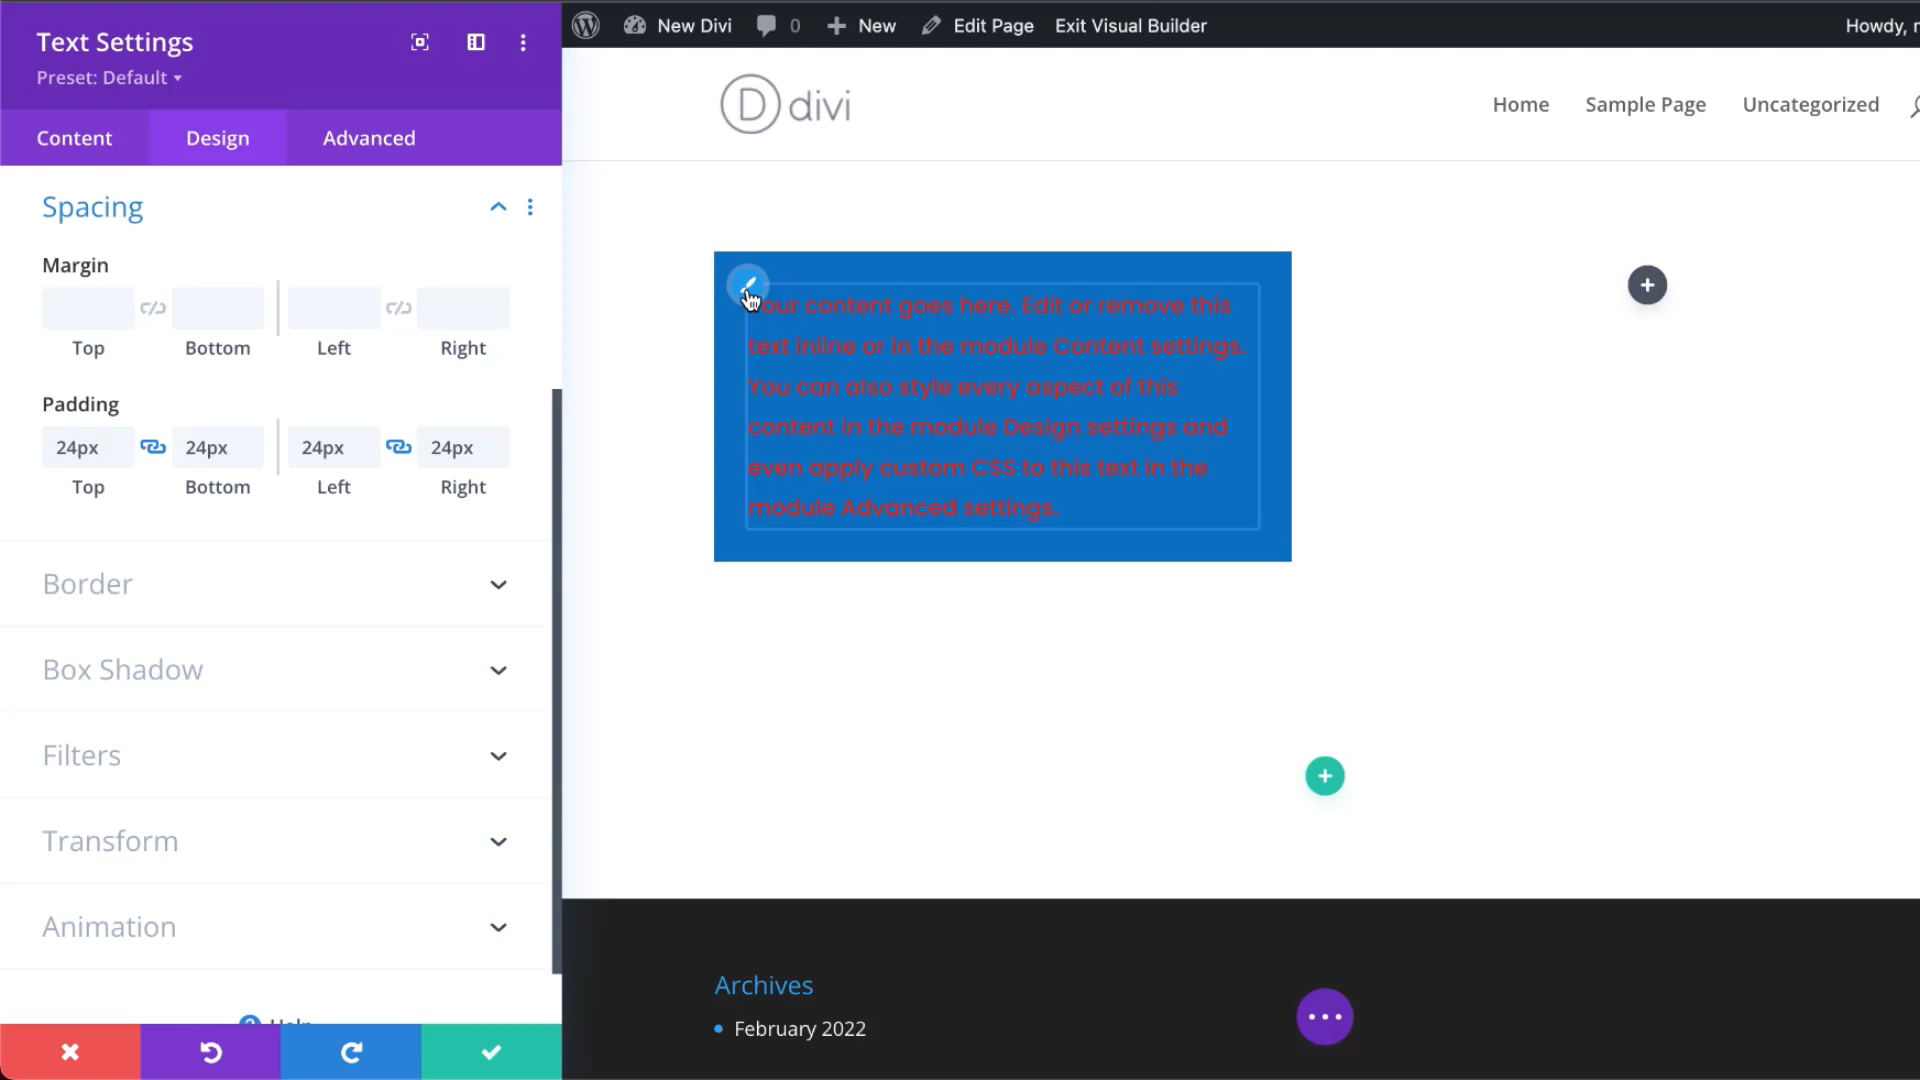 Text Settings
Preset: Default
Content
Design
Advanced
Spacing
Margin
Top
Bottom
Left
Right
Padding
24px
24px
24px
24px
Top
Bottom
Left
Right
Border
Box Shadow
Filters
Transform
Animation
Help
New Divi
0
New
Edit Page
Exit Visual Builder
Howdy,
D divi
Home
Sample Page
Uncategorized
our content goes here. Edit or remove this
text inline or in the module Content settings.
You can also style every aspect of this
content in the module Design settings and
even apply custom CSS to this text in the
module Advanced settings.
Archives
February 2022